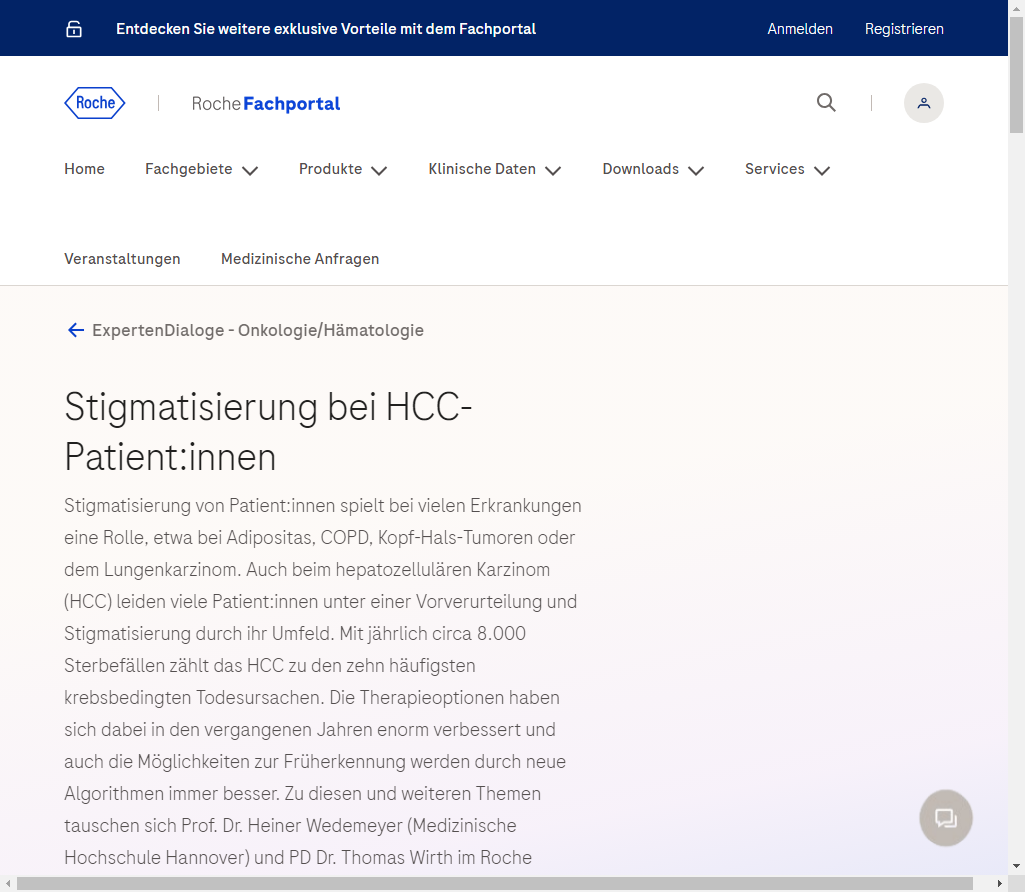 Entdecken Sie weitere exklusive Vorteile mit dem Fachportal
Anmelden
Registrieren
Roche
Roche Fachportal
Home
Fachgebiete
Produkte
Klinische Daten
Downloads
Services
Veranstaltungen
Medizinische Anfragen
ExpertenDialoge - Onkologie/Hämatologie
Stigmatisierung bei HCC-
Patient:innen
Stigmatisierung von Patient:innen spielt bei vielen Erkrankungen
eine Rolle, etwa bei Adipositas, COPD, Kopf-Hals-Tumoren oder
dem Lungenkarzinom. Auch beim hepatozellulären Karzinom
(HCC) leiden viele Patient:innen unter einer Vorverurteilung und
Stigmatisierung durch ihr Umfeld. Mit jährlich circa 8.000
Sterbefällen zählt das HCC zu den zehn häufigsten
krebsbedingten Todesursachen. Die Therapieoptionen haben
sich dabei in den vergangenen Jahren enorm verbessert und
auch die Möglichkeiten zur Früherkennung werden durch neue
Algorithmen immer besser. Zu diesen und weiteren Themen
tauschen sich Prof. Dr. Heiner Wedemeyer (Medizinische
Hochschule Hannover) und PD Dr. Thomas Wirth im Roche